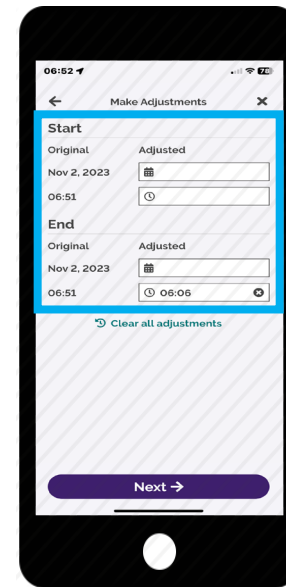 06:52 78
Make Adjustments
Start
Original Adjusted
Nov 2, 2023
06:51
End
Original Adjusted
Nov 2, 2023
06:51 06:06
Clear all adjustments
Next